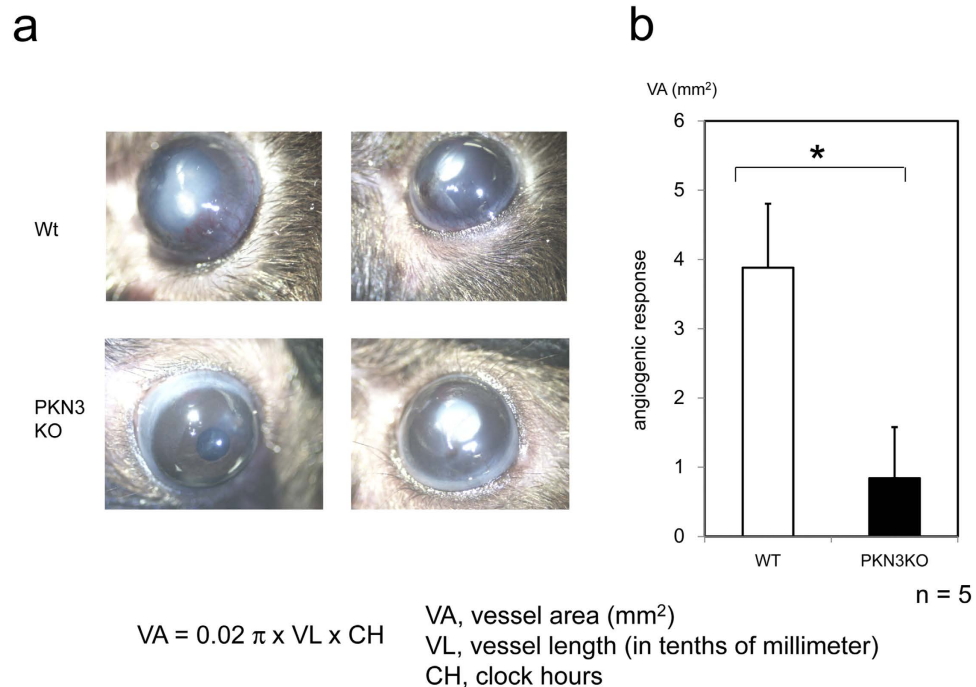 a
b
VA (mm²)
6
5
4
3
2
1
0
*
angiogenic response
WT
PKN3KO
n = 5
Wt
PKN3
KO
VA = 0.02 π x VL x CH
VA, vessel area (mm²)
VL, vessel length (in tenths of millimeter)
CH, clock hours